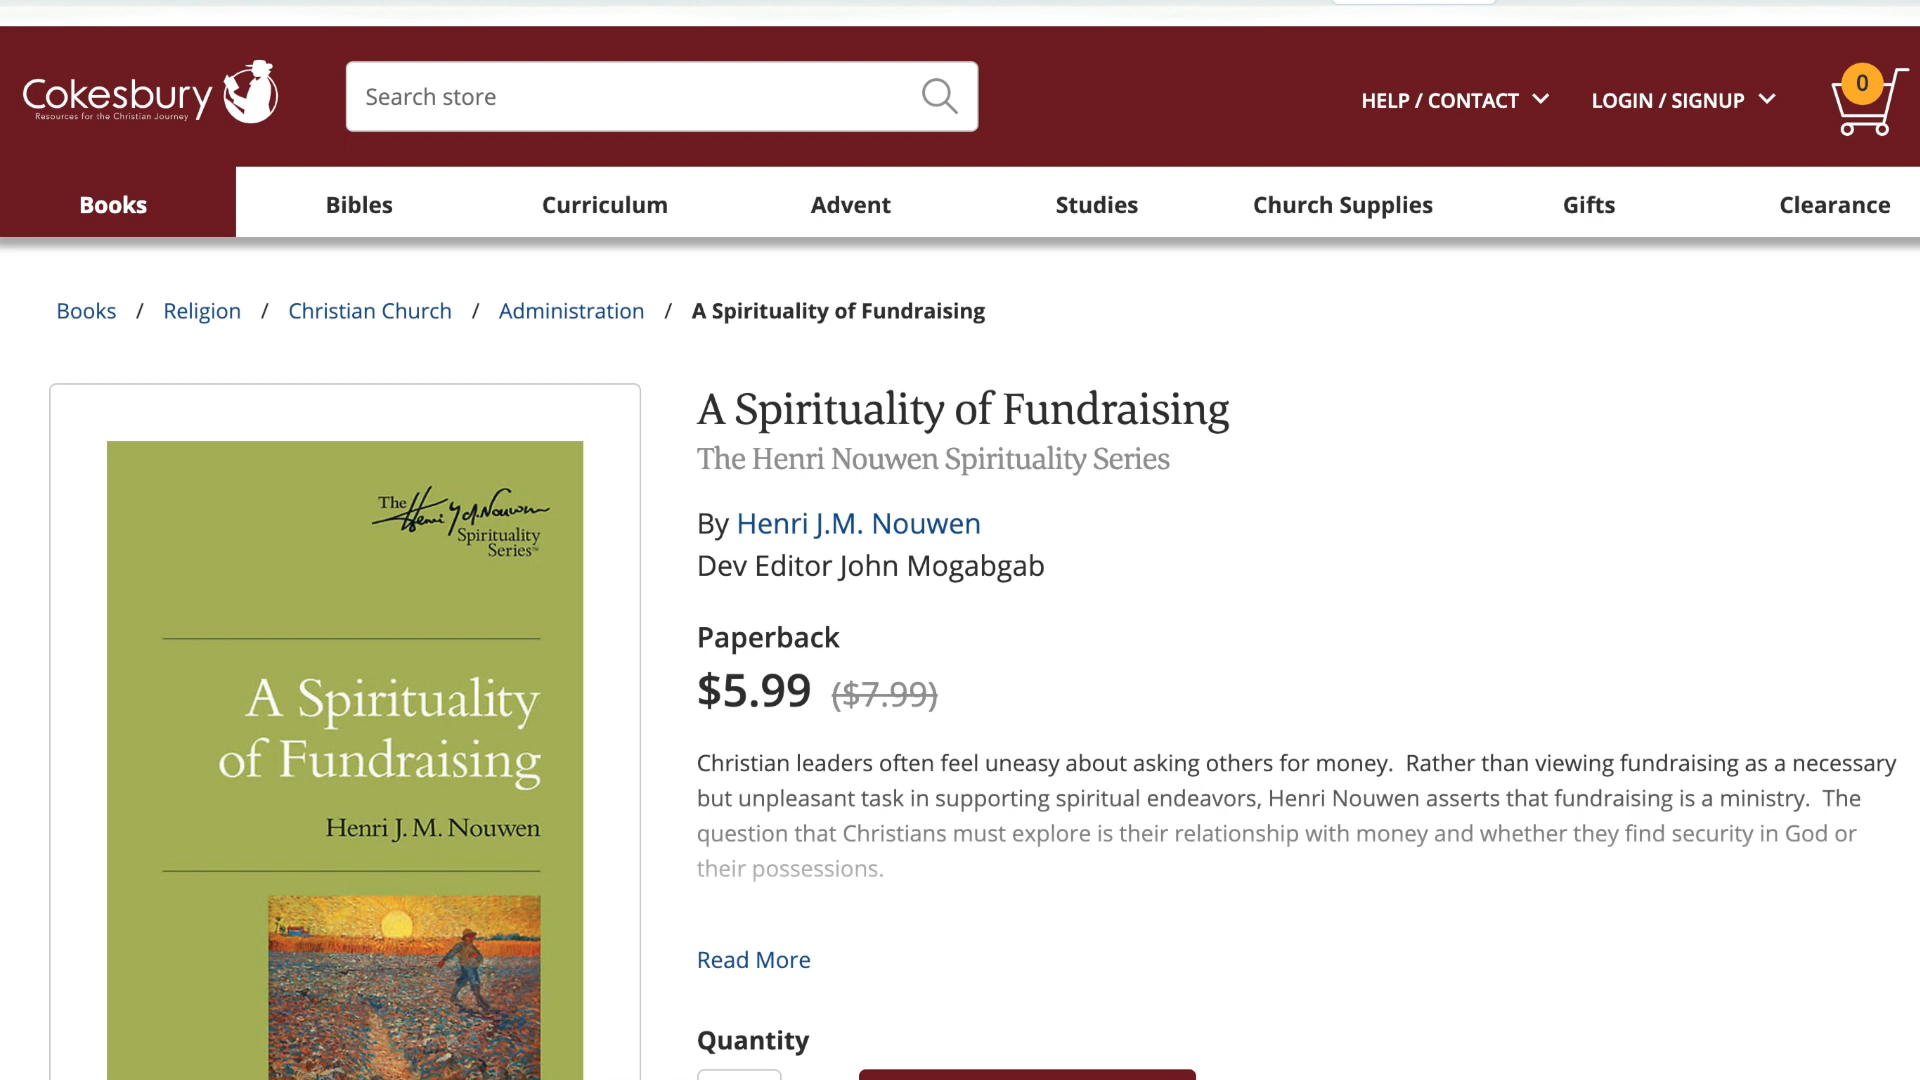 Cokesbury
Resources for the Christian Journey
Search store
HELP / CONTACT
LOGIN / SIGNUP
0
Books
Bibles
Curriculum
Advent
Studies
Church Supplies
Gifts
Clearance
Books / Religion / Christian Church / Administration / A Spirituality of Fundraising
The Henri J.M. Nouwen
Spirituality
Series™
A Spirituality
of Fundraising
Henri J. M. Nouwen
A Spirituality of Fundraising
The Henri Nouwen Spirituality Series
By Henri J.M. Nouwen
Dev Editor John Mogabgab
Paperback
$5.99 ($7.99)
Christian leaders often feel uneasy about asking others for money.  Rather than viewing fundraising as a necessary
but unpleasant task in supporting spiritual endeavors, Henri Nouwen asserts that fundraising is a ministry.  The
question that Christians must explore is their relationship with money and whether they find security in God or
their possessions.
Read More
Quantity